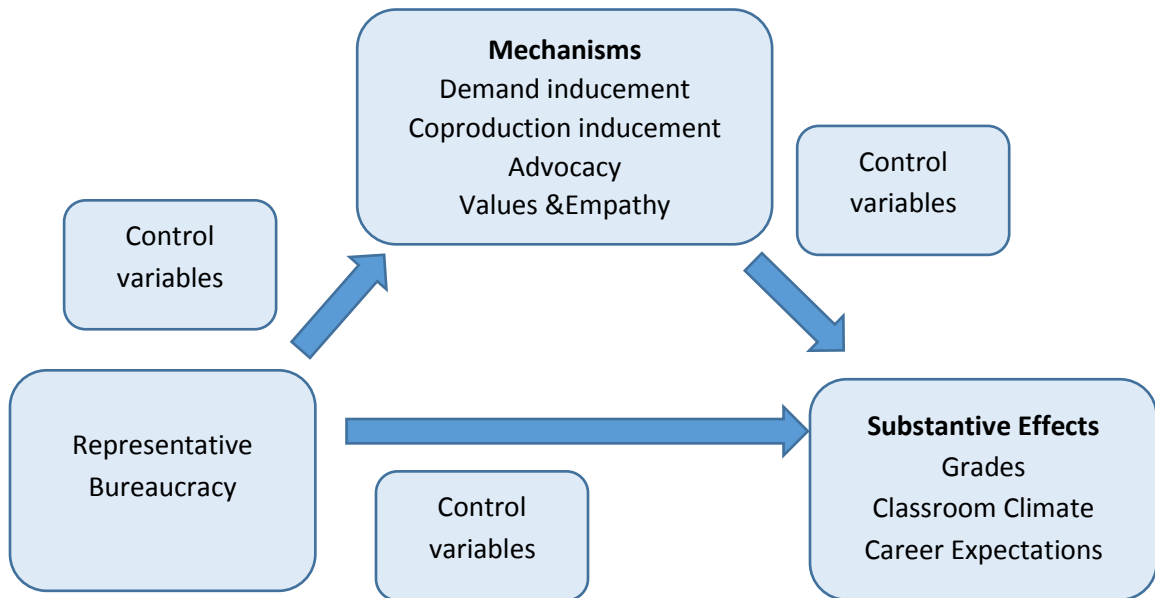 Mechanisms
Demand inducement
Coproduction inducement
Advocacy
Values &Empathy
Control
variables
Control
variables
Representative
Bureaucracy
Control
variables
Substantive Effects
Grades
Classroom Climate
Career Expectations